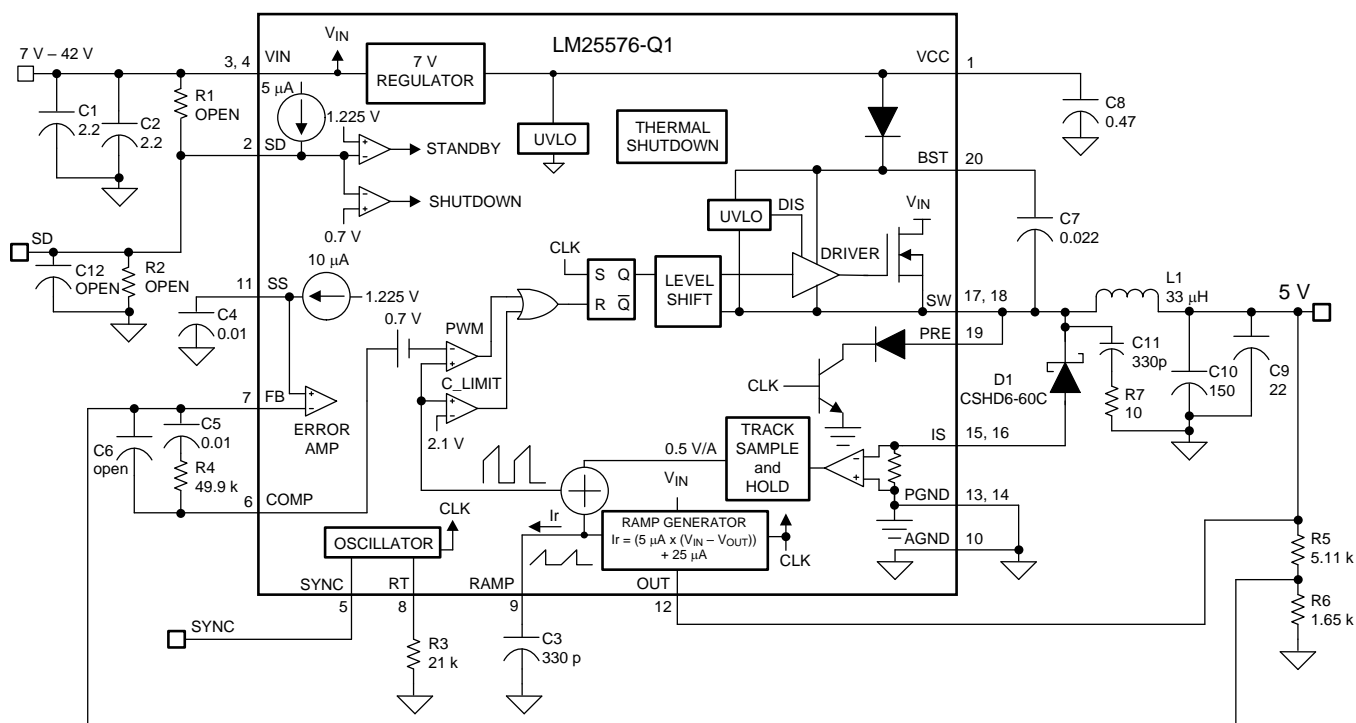 LM25576-Q1
7 V – 42 V
3, 4
VIN
VIN
7 V
REGULATOR
VCC
1
C1
2.2
C2
2.2
R1
OPEN
5 μA
1.225 V
UVLO
THERMAL
SHUTDOWN
C8
0.47
2
SD
STANDBY
SHUTDOWN
0.7 V
BST
20
SD
C12
OPEN
R2
OPEN
UVLO
DIS
VIN
DRIVER
C7
0.022
10 μA
11
SS
1.225 V
C4
0.01
CLK
S
Q
R
Q
LEVEL
SHIFT
SW
17, 18
L1
33 μH
5 V
0.7 V
PWM
C_LIMIT
2.1 V
PRE
19
CLK
C11
330p
R7
10
D1
CSHD6-60C
C10
150
C9
22
7
FB
ERROR
AMP
C5
0.01
C6
open
R4
49.9 k
6
COMP
0.5 V/A
TRACK
SAMPLE
and
HOLD
IS
15, 16
PGND
13, 14
AGND
10
VIN
Ir
RAMP GENERATOR
Ir = (5 μA x (VIN – VOUT))
+ 25 μA
CLK
CLK
OSCILLATOR
SYNC
5
RT
8
RAMP
9
OUT
12
R5
5.11 k
R6
1.65 k
SYNC
R3
21 k
C3
330 p
+
−
+
−
−
+
−
+
+
−
+
−
−
+